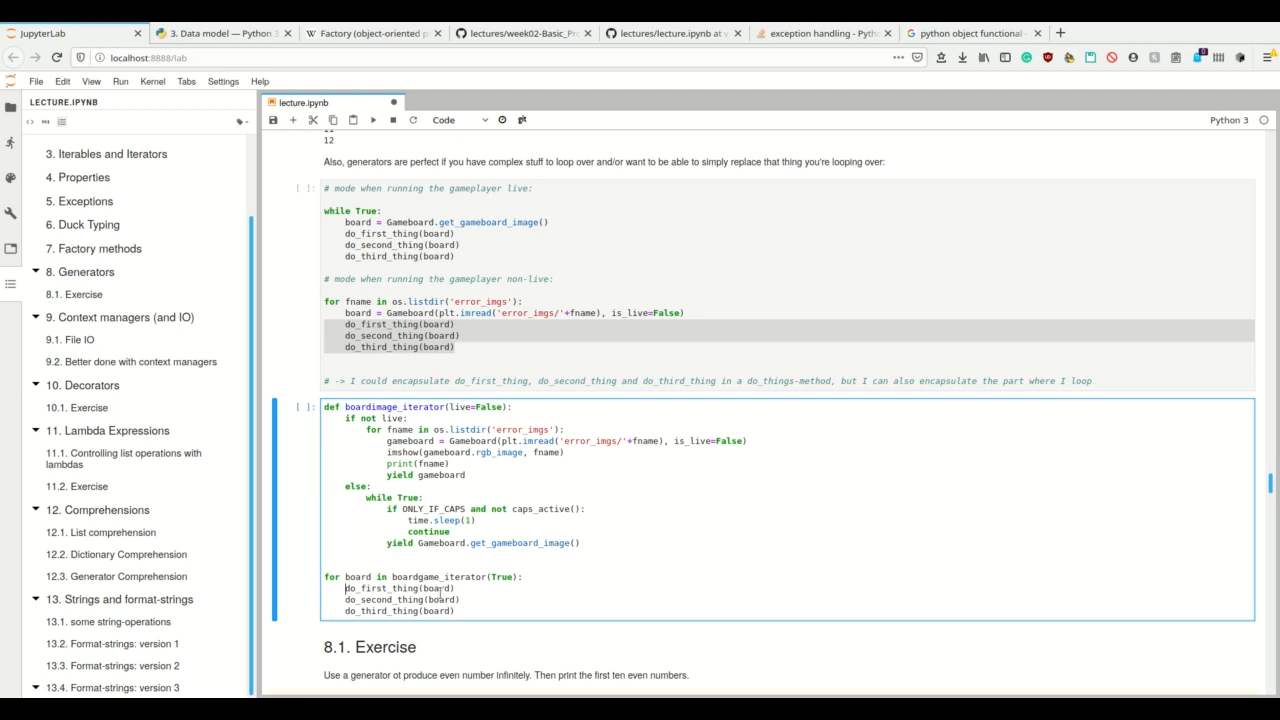 JupyterLab
3. Data model — Python 3
Factory (object-oriented p
lectures/week02-Basic_Pr
lectures/lecture.ipynb at v
exception handling - Pyth
python object functional -
localhost:8888/lab
File Edit View Run Kernel Tabs Settings Help
LECTURE.IPYNB
3. Iterables and Iterators
4. Properties
5. Exceptions
6. Duck Typing
7. Factory methods
8. Generators
8.1. Exercise
9. Context managers (and IO)
9.1. File IO
9.2. Better done with context managers
10. Decorators
10.1. Exercise
11. Lambda Expressions
11.1. Controlling list operations with
lambdas
11.2. Exercise
12. Comprehensions
12.1. List comprehension
12.2. Dictionary Comprehension
12.3. Generator Comprehension
13. Strings and format-strings
13.1. some string-operations
13.2. Format-strings: version 1
13.3. Format-strings: version 2
13.4. Format-strings: version 3
lecture.ipynb
Code
Python 3
11
12
Also, generators are perfect if you have complex stuff to loop over and/or want to be able to simply replace that thing you're looping over:
[ ]: # mode when running the gameplayer live:
while True:
board = Gameboard.get_gameboard_image()
do_first_thing(board)
do_second_thing(board)
do_third_thing(board)
# mode when running the gameplayer non-live:
for fname in os.listdir('error_imgs'):
board = Gameboard(plt.imread('error_imgs/'+fname), is_live=False)
do_first_thing(board)
do_second_thing(board)
do_third_thing(board)
# -> I could encapsulate do_first_thing, do_second_thing and do_third_thing in a do_things-method, but I can also encapsulate the part where I loop
[ ]: def boardimage_iterator(live=False):
if not live:
for fname in os.listdir('error_imgs'):
gameboard = Gameboard(plt.imread('error_imgs/'+fname), is_live=False)
imshow(gameboard.rgb_image, fname)
print(fname)
yield gameboard
else:
while True:
if ONLY_IF_CAPS and not caps_active():
time.sleep(1)
continue
yield Gameboard.get_gameboard_image()
for board in boardgame_iterator(True):
do_first_thing(board)
do_second_thing(board)
do_third_thing(board)
8.1. Exercise
Use a generator ot produce even number infinitely. Then print the first ten even numbers.